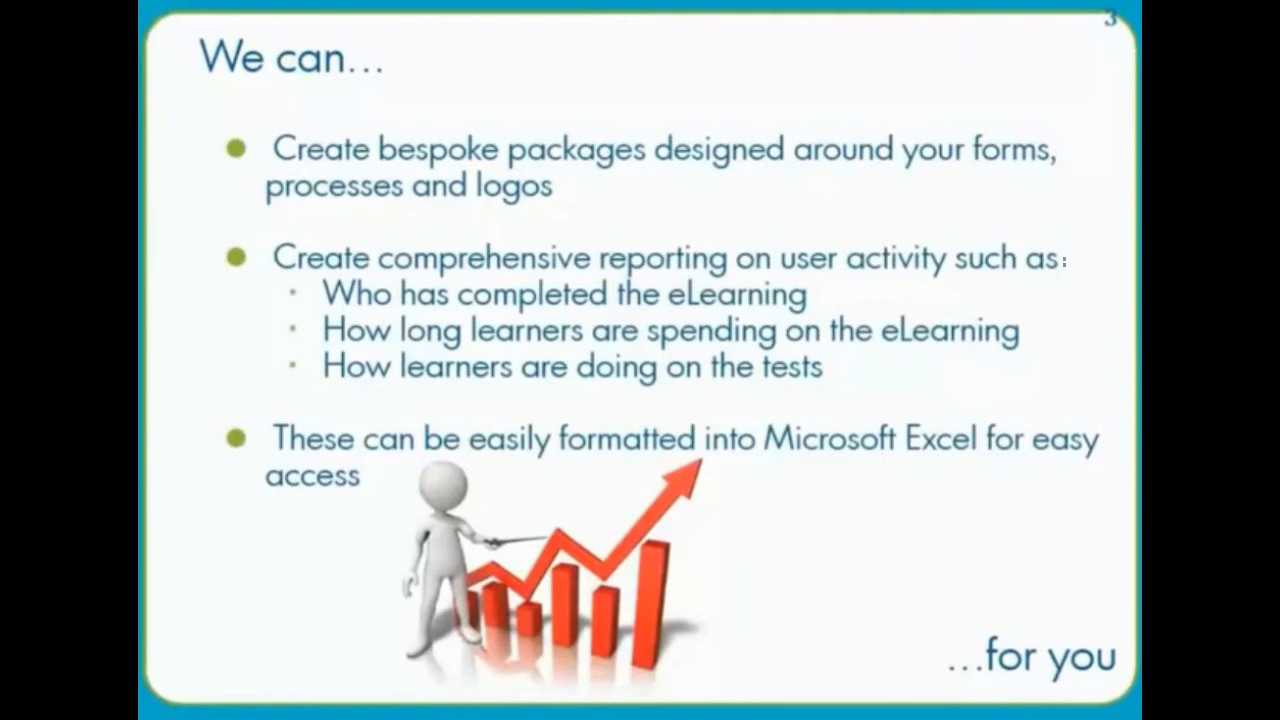 3
We can...
● Create bespoke packages designed around your forms,
processes and logos
● Create comprehensive reporting on user activity such as:
· Who has completed the eLearning
· How long learners are spending on the eLearning
· How learners are doing on the tests
● These can be easily formatted into Microsoft Excel for easy
access
...for you